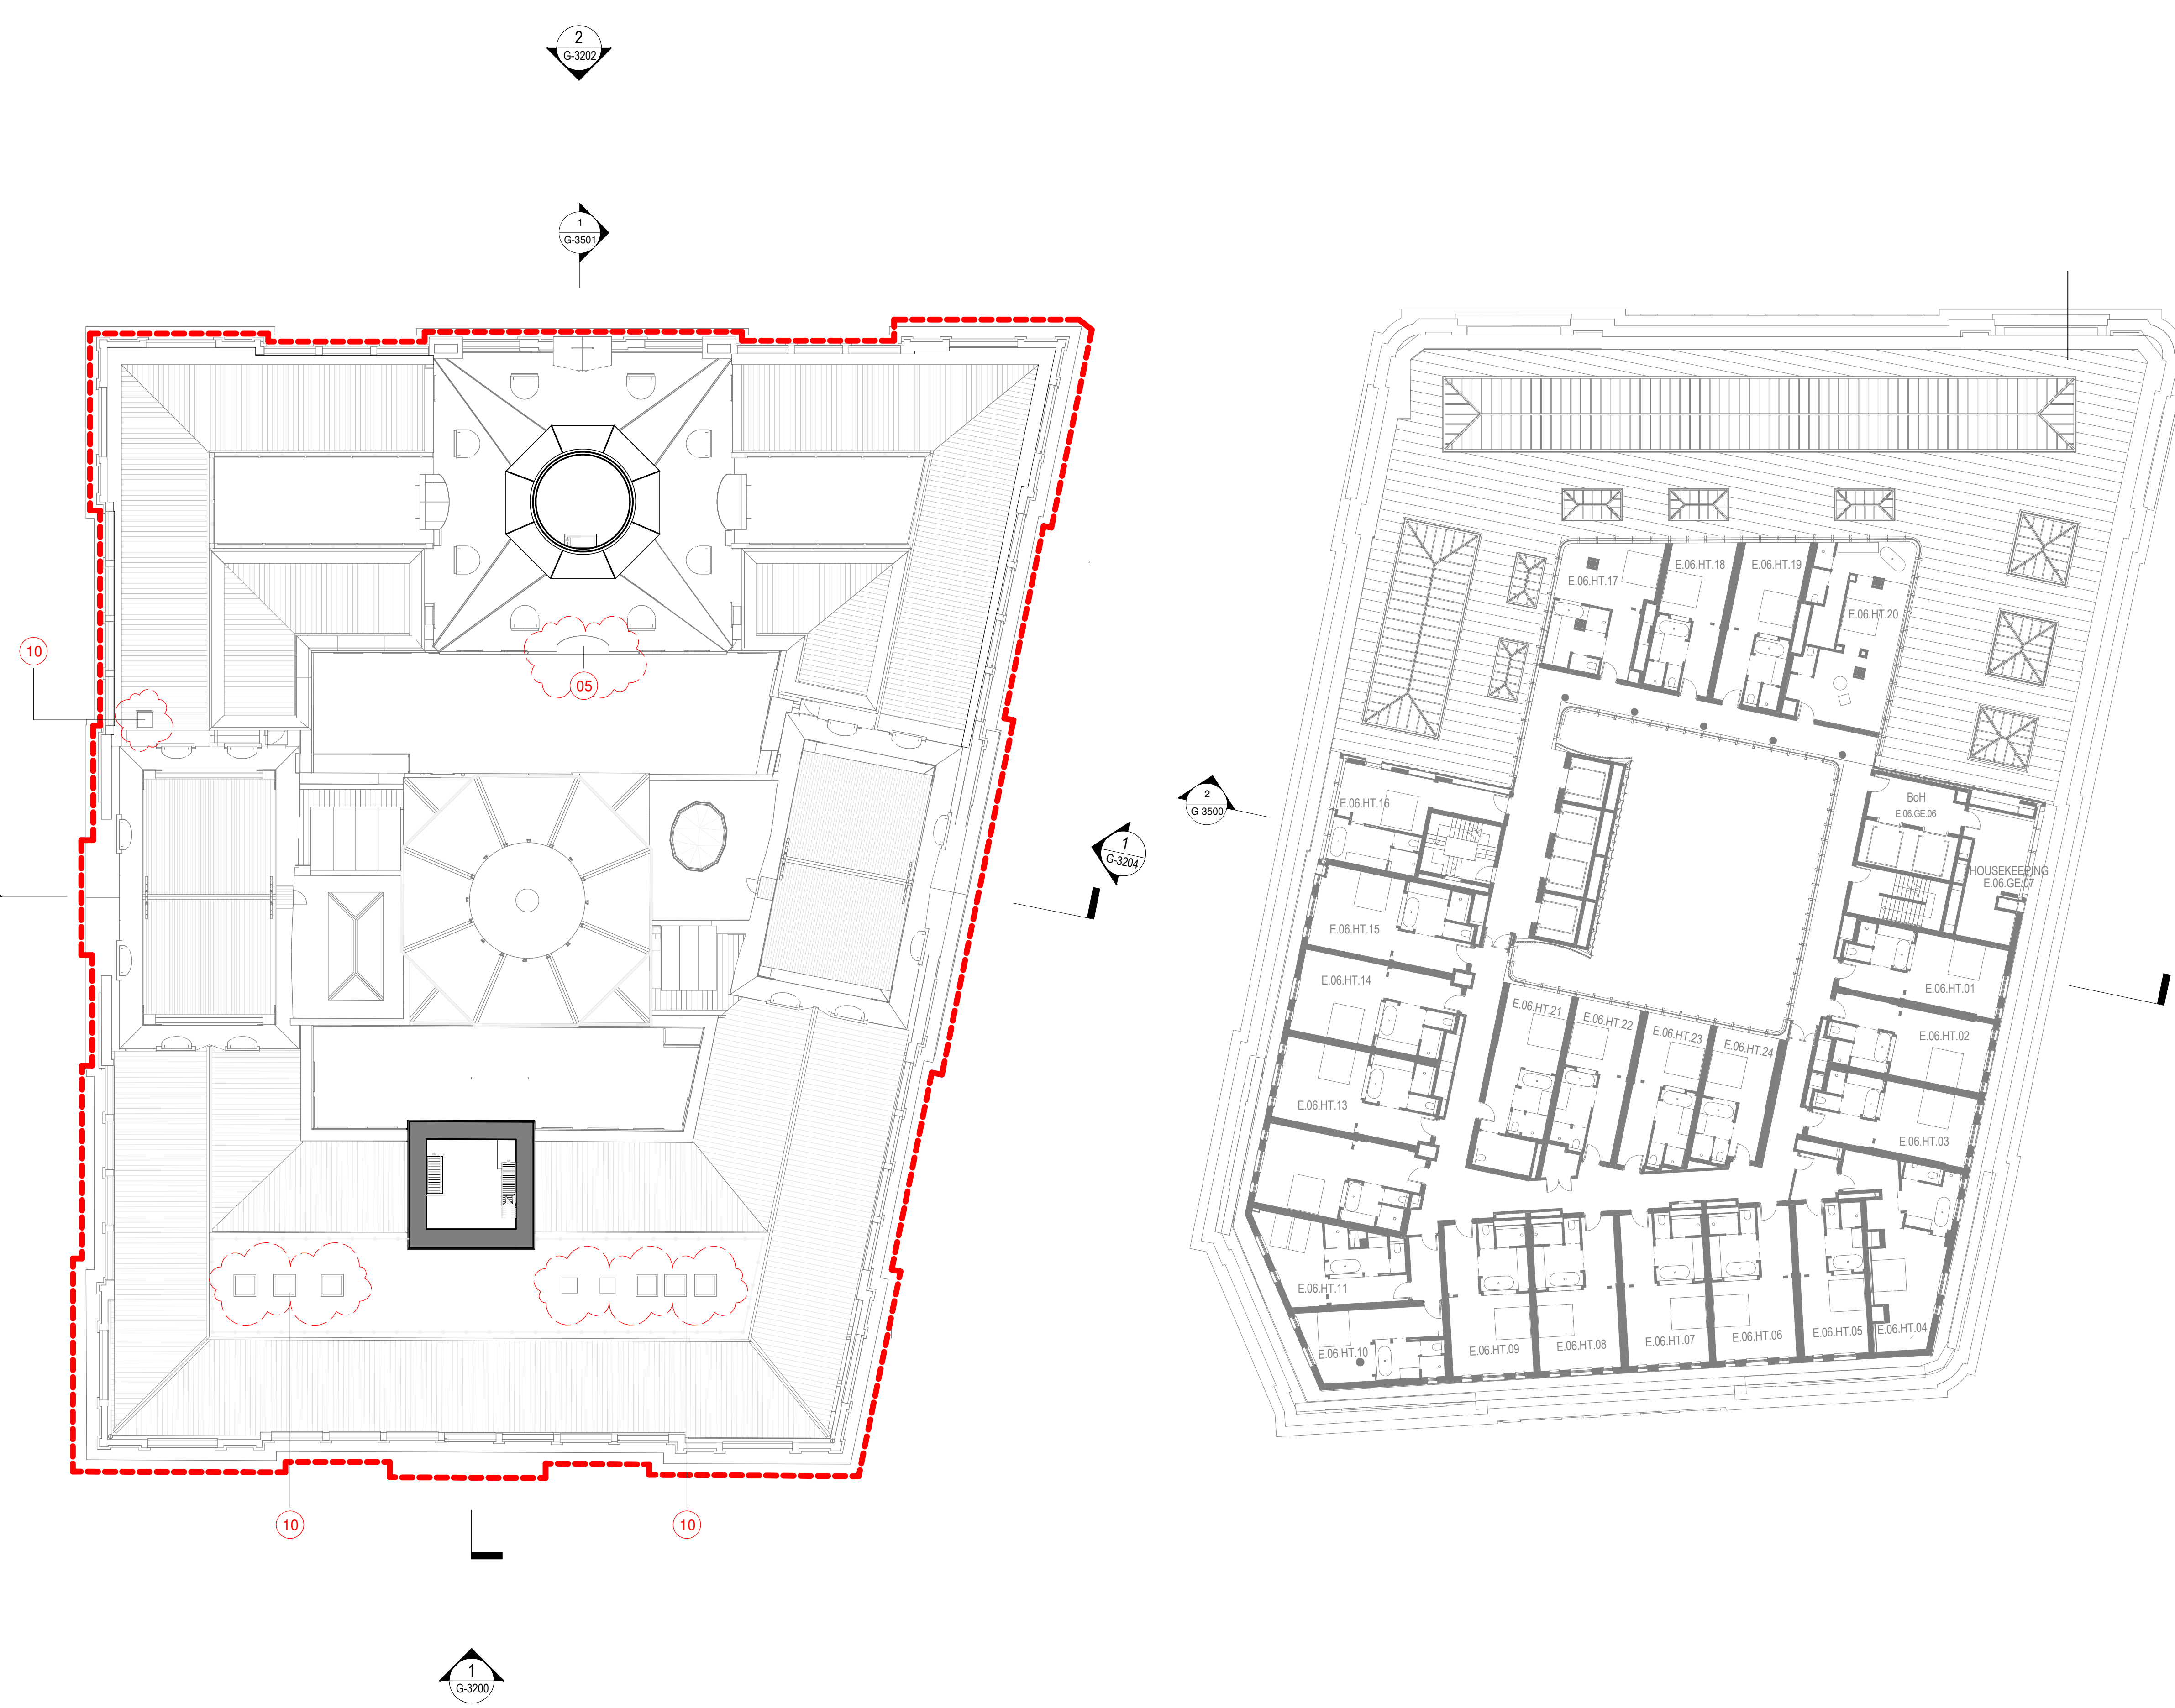 2
G-3202
1
G-3501
10
05
10
10
1
G-3200
1
G-3204
2
G-3500
E.06.HT.17
E.06.HT.18
E.06.HT.19
E.06.HT.20
E.06.HT.16
BoH
E.06.GE.06
HOUSEKEEPING
E.06.GE.07
E.06.HT.15
E.06.HT.01
E.06.HT.14
E.06.HT.21
E.06.HT.22
E.06.HT.23
E.06.HT.24
E.06.HT.02
E.06.HT.13
E.06.HT.03
E.06.HT.11
E.06.HT.10
E.06.HT.09
E.06.HT.08
E.06.HT.07
E.06.HT.06
E.06.HT.05
E.06.HT.04